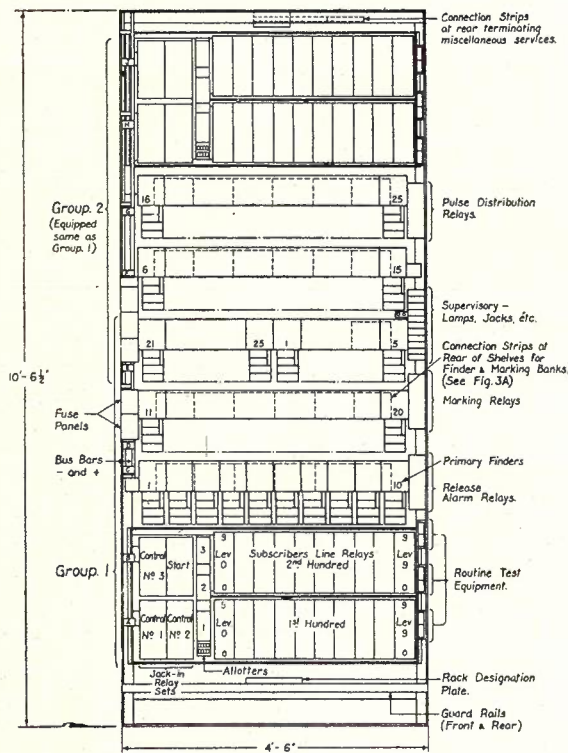 Connection Strips
at rear terminating
miscellaneous services.
Group. 2
(Equipped
same as
Group. 1)
16
25
Pulse Distribution
Relays.
6
15
Supervisory –
Lamps, Jacks, etc.
21
25
1
5
Connection Strips at
Rear of Shelves for
Finder & Marking Banks,
(See Fig. 3A)
10'- 6½"
11
20
Marking Relays
Fuse
Panels
Bus Bars
- and +
1
10
Primary Finders
Release
Alarm Relays.
Group. 1
Control
Nº 3
Start
3
2
9
Lev
0
Subscribers Line Relays
2nd Hundred
9
Lev
0
Routine Test
Equipment.
Control
Nº 1
Control
Nº 2
1
Lev
0
1st Hundred
Lev
9
0
Jack-in
Relay
Sets
Allotters
Rack Designation
Plate.
Guard Rails
(Front & Rear)
4'- 6"